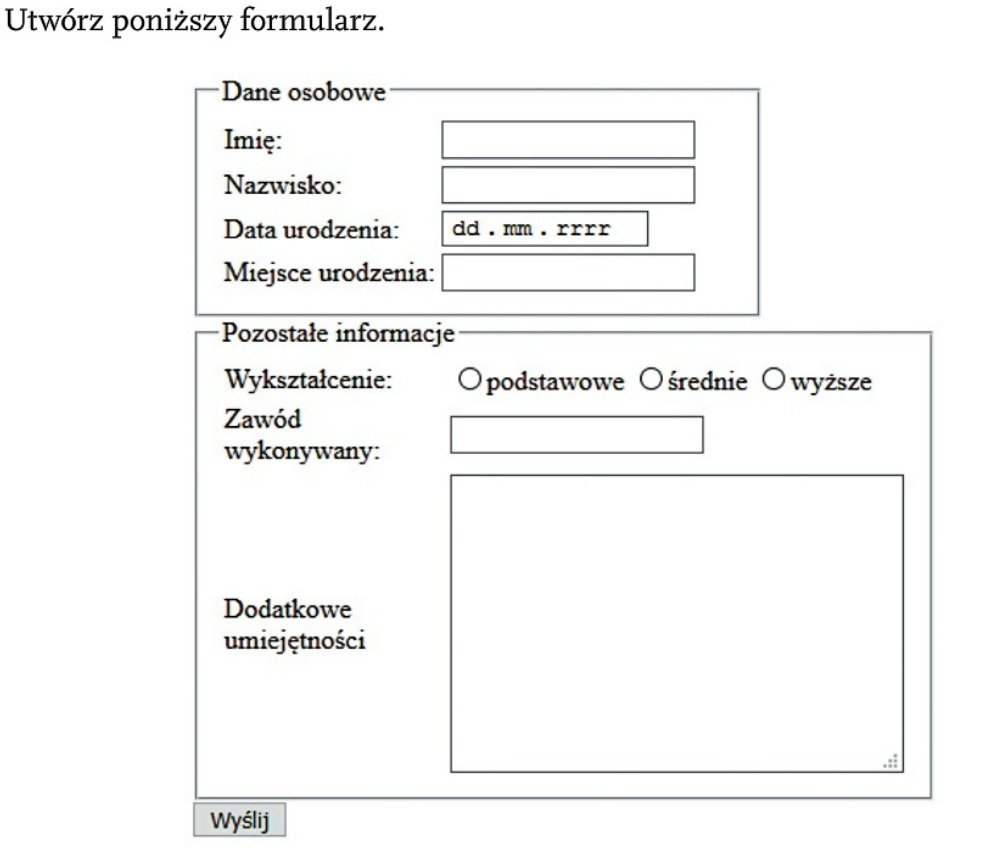 Utwórz poniższy formularz.
Dane osobowe
Imię:
Nazwisko:
Data urodzenia: dd.mm.rrrr
Miejsce urodzenia:
Pozostałe informacje
Wykształcenie: podstawowe średnie wyższe
Zawód
wykonywany:
Dodatkowe
umiejętności
Wyślij